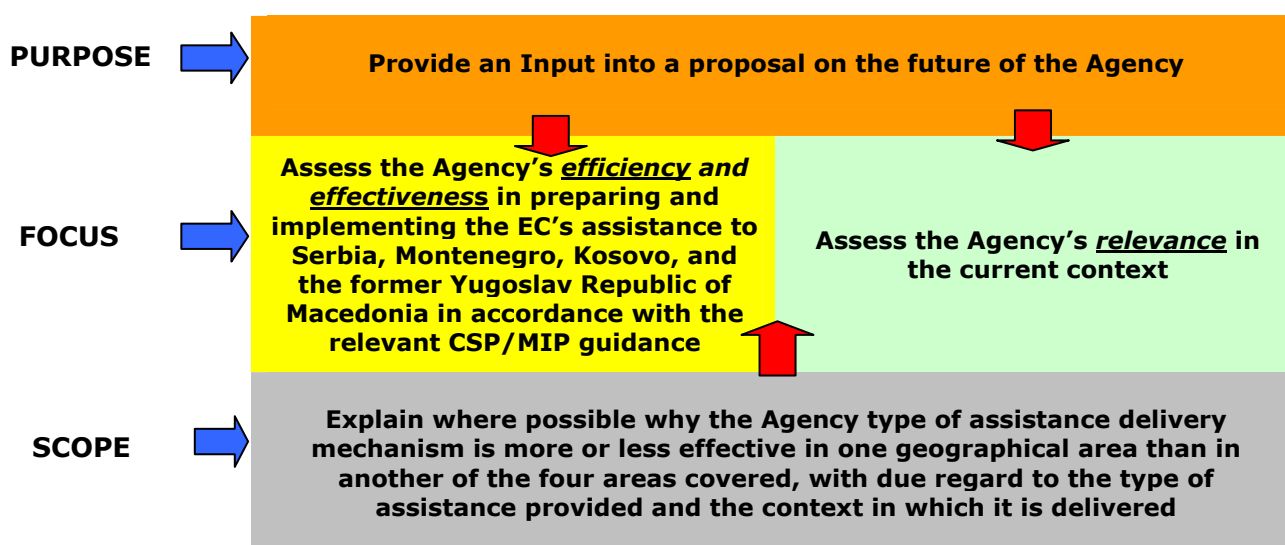 PURPOSE
Provide an Input into a proposal on the future of the Agency
FOCUS
Assess the Agency's efficiency and
effectiveness in preparing and
implementing the EC's assistance to
Serbia, Montenegro, Kosovo, and
the former Yugoslav Republic of
Macedonia in accordance with the
relevant CSP/MIP guidance
Assess the Agency's relevance in
the current context
SCOPE
Explain where possible why the Agency type of assistance delivery
mechanism is more or less effective in one geographical area than in
another of the four areas covered, with due regard to the type of
assistance provided and the context in which it is delivered